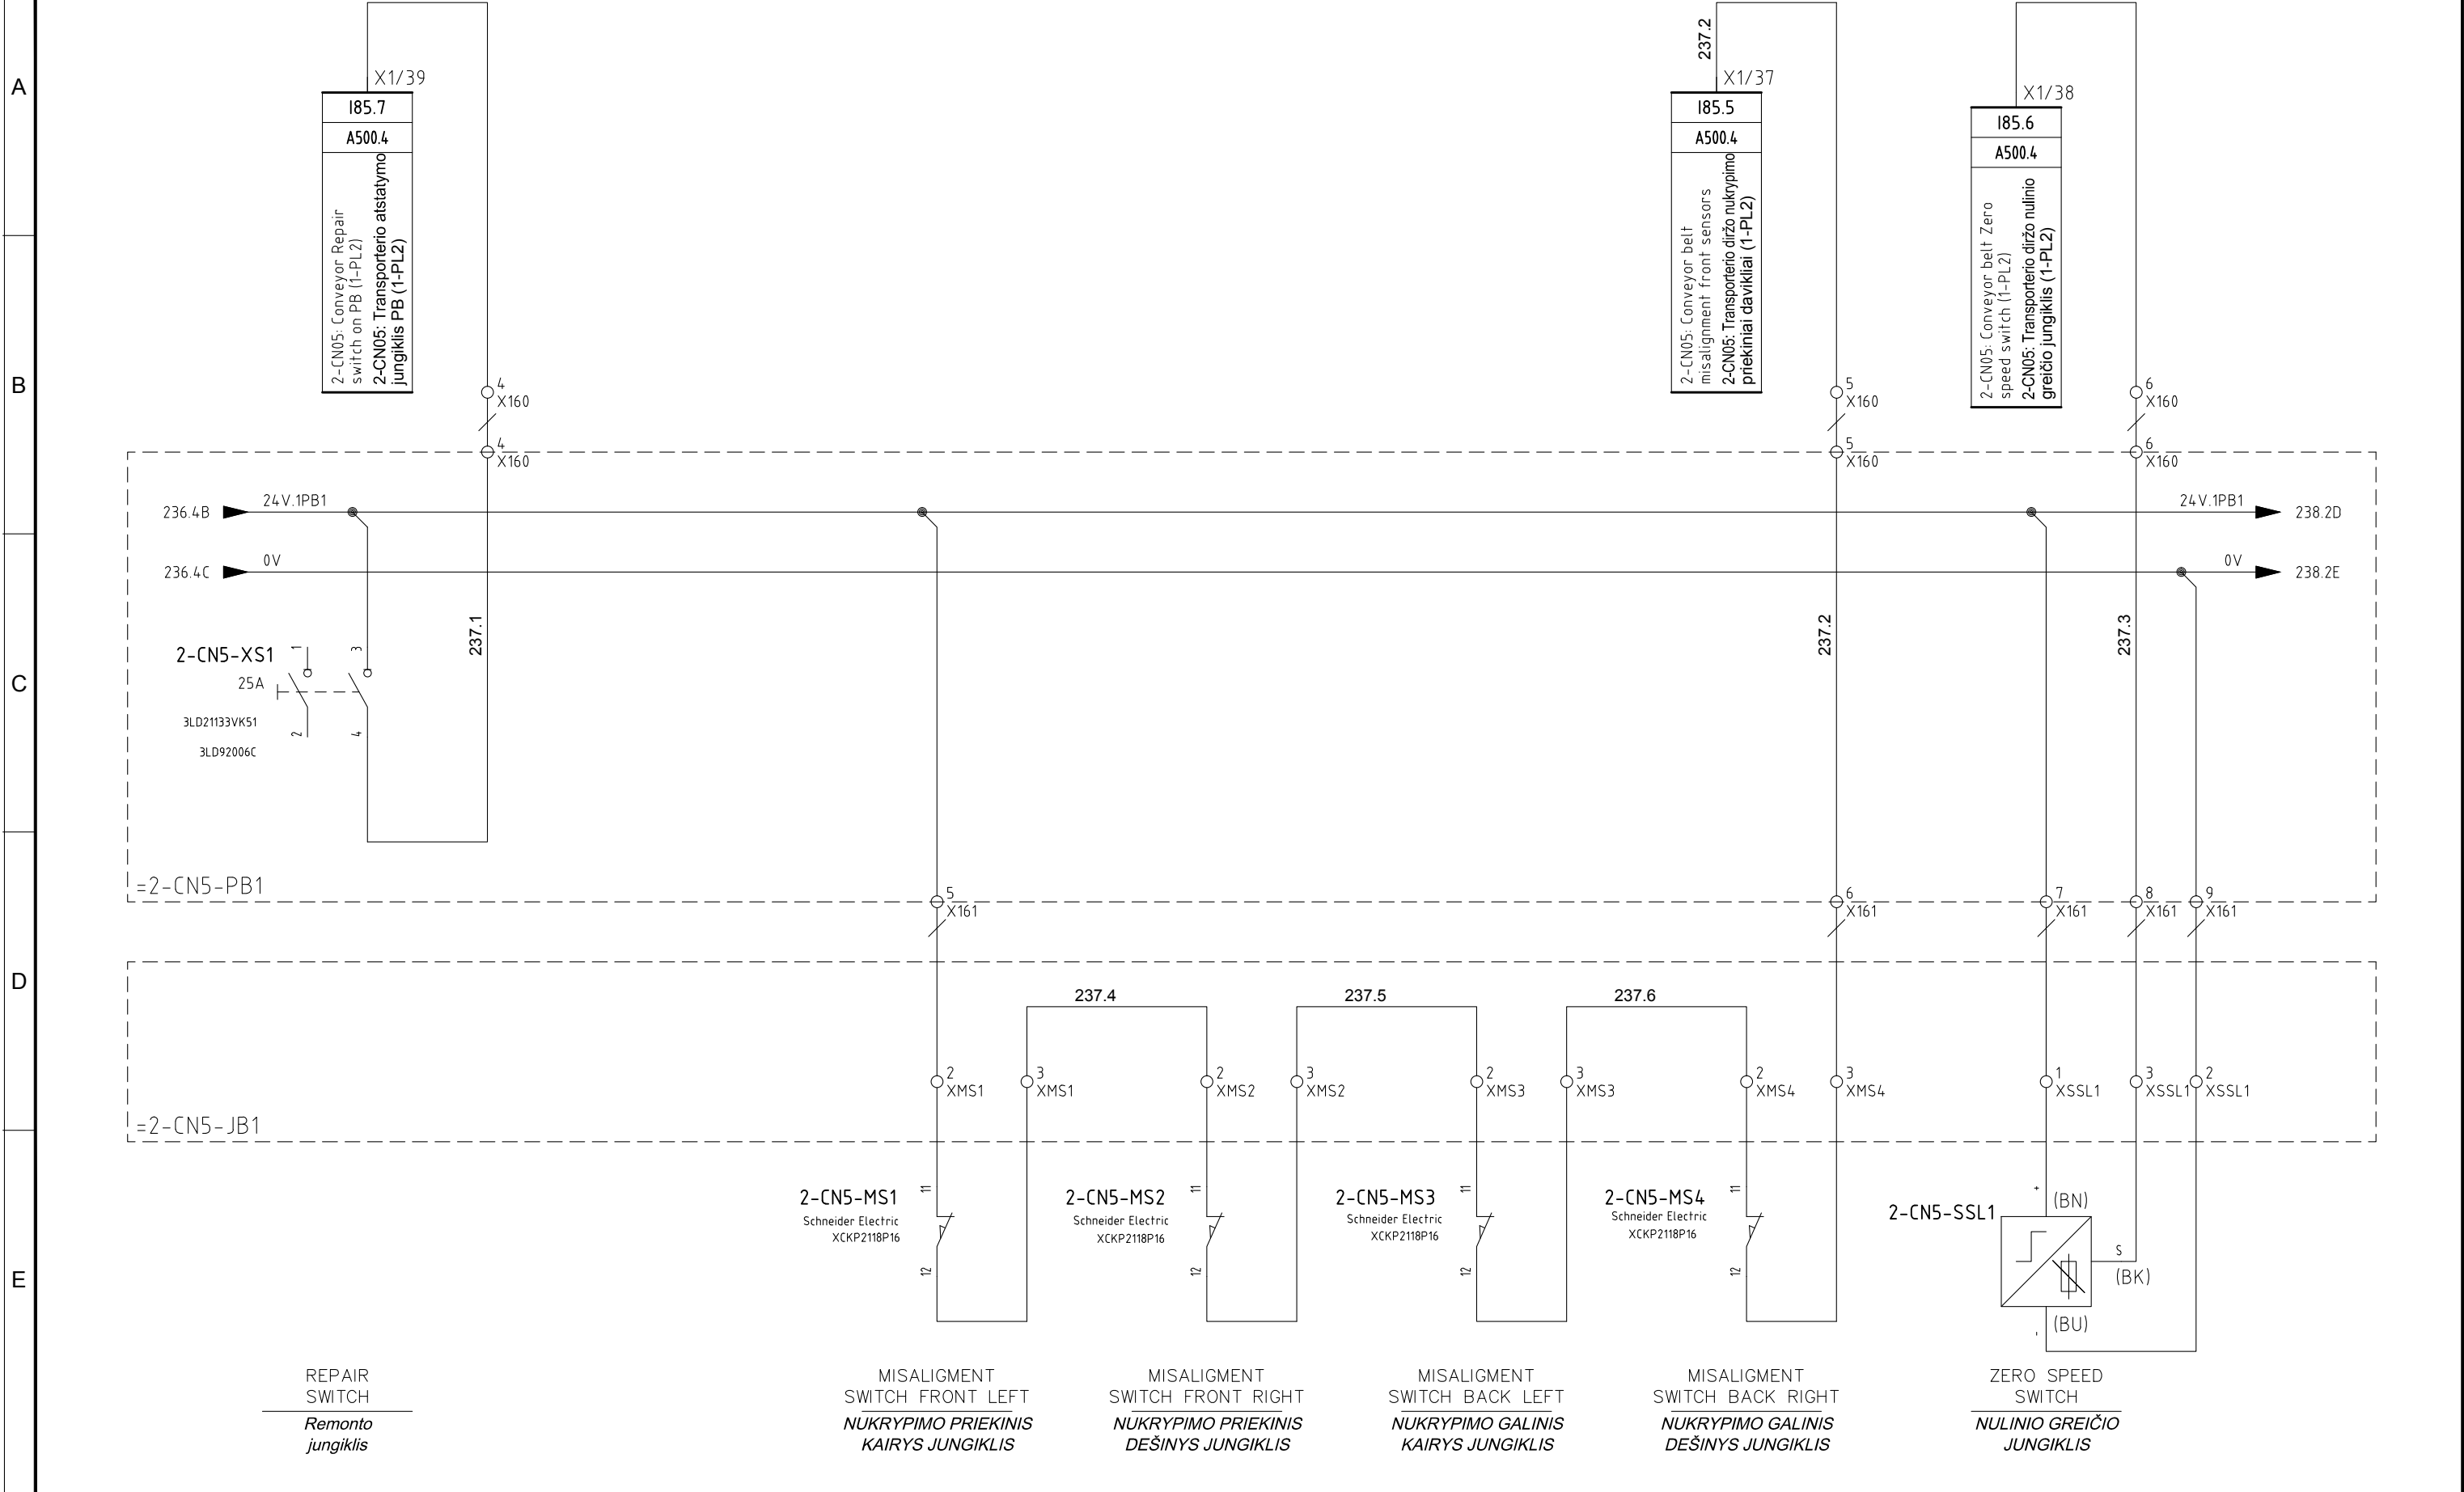 A
B
C
D
E
X1/39
I85.7
A500.4
2-CN05: Conveyor Repair
switch on PB (1-PL2)
2-CN05: Transporterio atstatymo
jungiklis PB (1-PL2)
237.2
X1/37
I85.5
A500.4
2-CN05: Conveyor belt
misalignment front sensors
2-CN05: Transporterio diržo nukrypimo
priekiniai davikliai (1-PL2)
X1/38
I85.6
A500.4
2-CN05: Conveyor belt Zero
speed switch (1-PL2)
2-CN05: Transporterio diržo nulinio
greičio jungiklis (1-PL2)
4
X160
5
X160
6
X160
4
X160
5
X160
6
X160
236.4B
24V.1PB1
24V.1PB1
238.2D
236.4C
0V
0V
238.2E
237.1
237.2
237.3
2-CN5-XS1
25A
3LD21133VK51
3LD92006C
1
2
3
4
=2-CN5-PB1
5
X161
6
X161
7
X161
8
X161
9
X161
237.4
237.5
237.6
2
XMS1
3
XMS1
2
XMS2
3
XMS2
2
XMS3
3
XMS3
2
XMS4
3
XMS4
1
XSSL1
3
XSSL1
2
XSSL1
=2-CN5-JB1
2-CN5-MS1
Schneider Electric
XCKP2118P16
11
12
2-CN5-MS2
Schneider Electric
XCKP2118P16
11
12
2-CN5-MS3
Schneider Electric
XCKP2118P16
11
12
2-CN5-MS4
Schneider Electric
XCKP2118P16
11
12
2-CN5-SSL1
+
(BN)
S
(BK)
-
(BU)
REPAIR
SWITCH
Remonto
jungiklis
MISALIGMENT
SWITCH FRONT LEFT
NUKRYPIMO PRIEKINIS
KAIRYS JUNGIKLIS
MISALIGMENT
SWITCH FRONT RIGHT
NUKRYPIMO PRIEKINIS
DEŠINYS JUNGIKLIS
MISALIGMENT
SWITCH BACK LEFT
NUKRYPIMO GALINIS
KAIRYS JUNGIKLIS
MISALIGMENT
SWITCH BACK RIGHT
NUKRYPIMO GALINIS
DEŠINYS JUNGIKLIS
ZERO SPEED
SWITCH
NULINIO GREIČIO
JUNGIKLIS